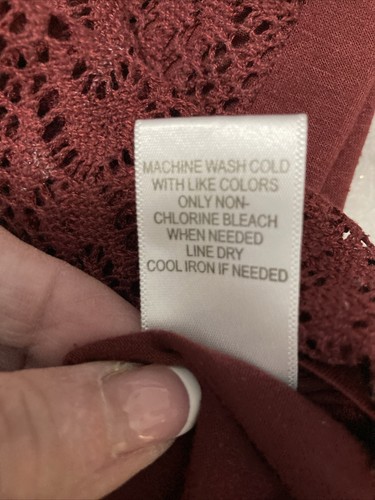 MACHINE WASH COLD
WITH LIKE COLORS
ONLY NON-
CHLORINE BLEACH
WHEN NEEDED
LINE DRY
COOL IRON IF NEEDED